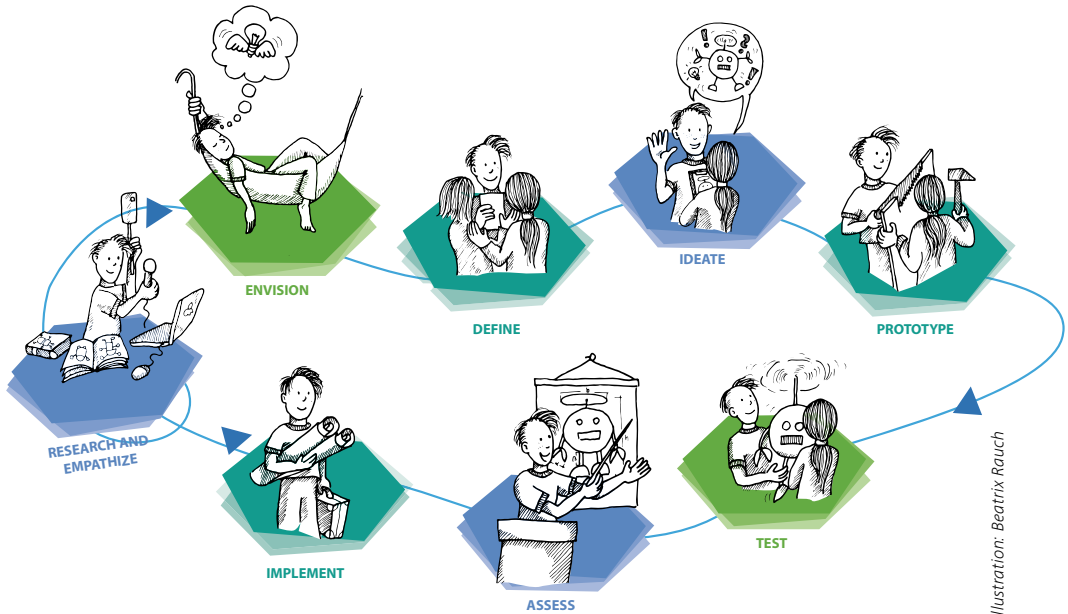 ENVISION
IDEATE
DEFINE
PROTOTYPE
RESEARCH AND
EMPATHIZE
IMPLEMENT
ASSESS
TEST
Illustration: Beatrix Rauch